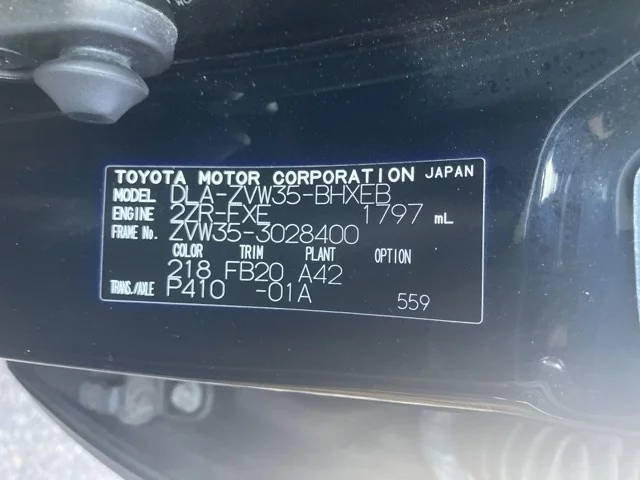 TOYOTA MOTOR CORPORATION JAPAN
MODEL DLA-ZVW35-BHXEB
ENGINE 2ZR-FXE 1797 mL
FRAME No. ZVW35-3028400
COLOR TRIM PLANT OPTION
218 FB20 A42
TRANS./AXLE P410 -01A 559